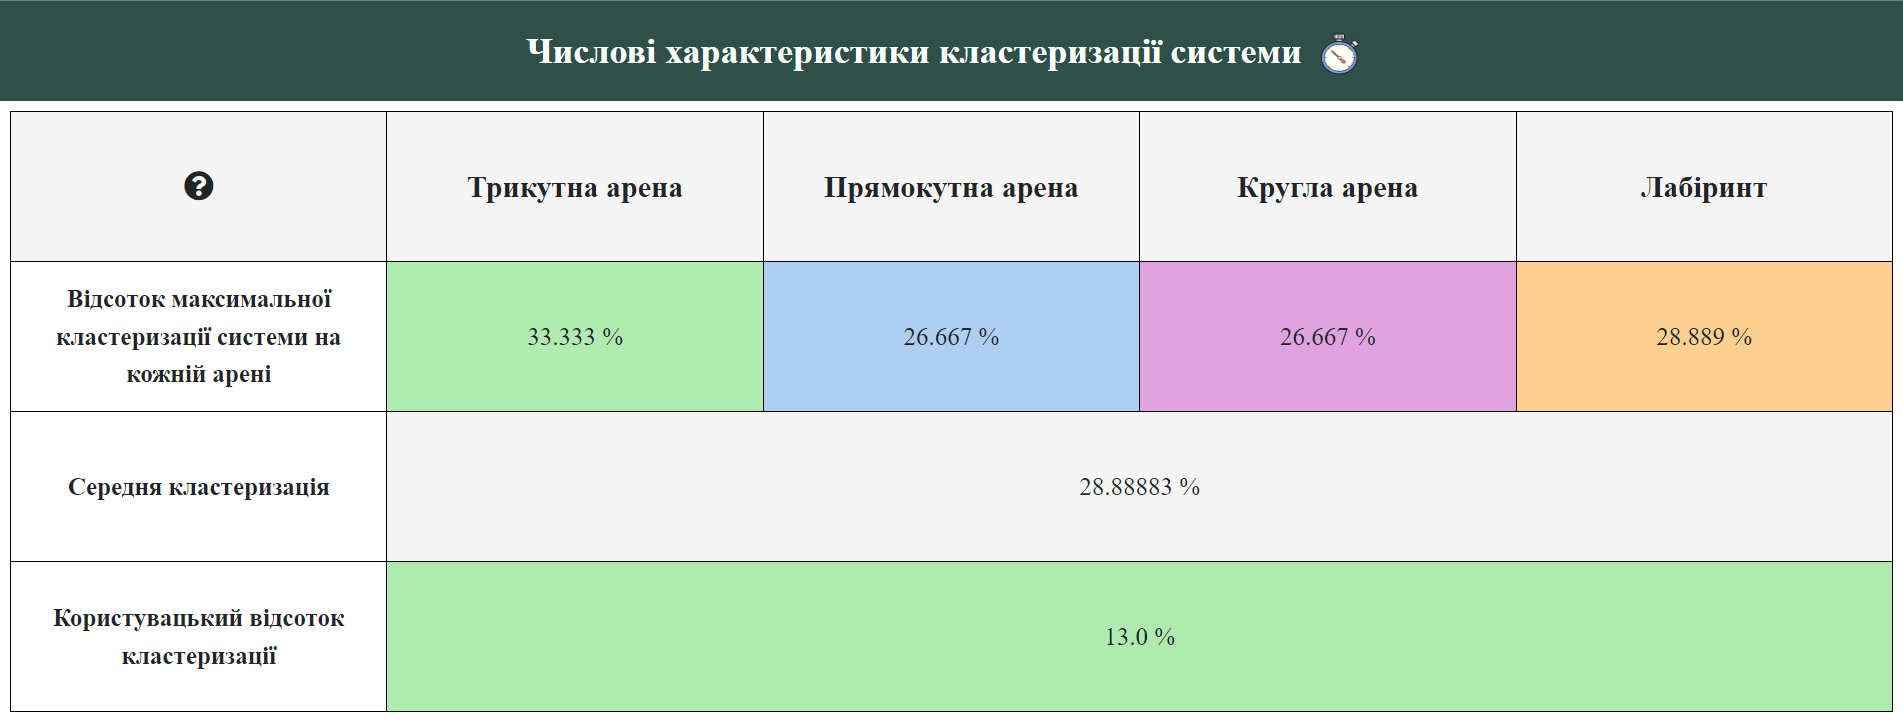 Числові характеристики кластеризації системи
Трикутна арена
Прямокутна арена
Кругла арена
Лабіринт
Відсоток максимальної
кластеризації системи на
кожній арені
33.333 %
26.667 %
26.667 %
28.889 %
Середня кластеризація
28.88883 %
Користувацький відсоток
кластеризації
13.0 %